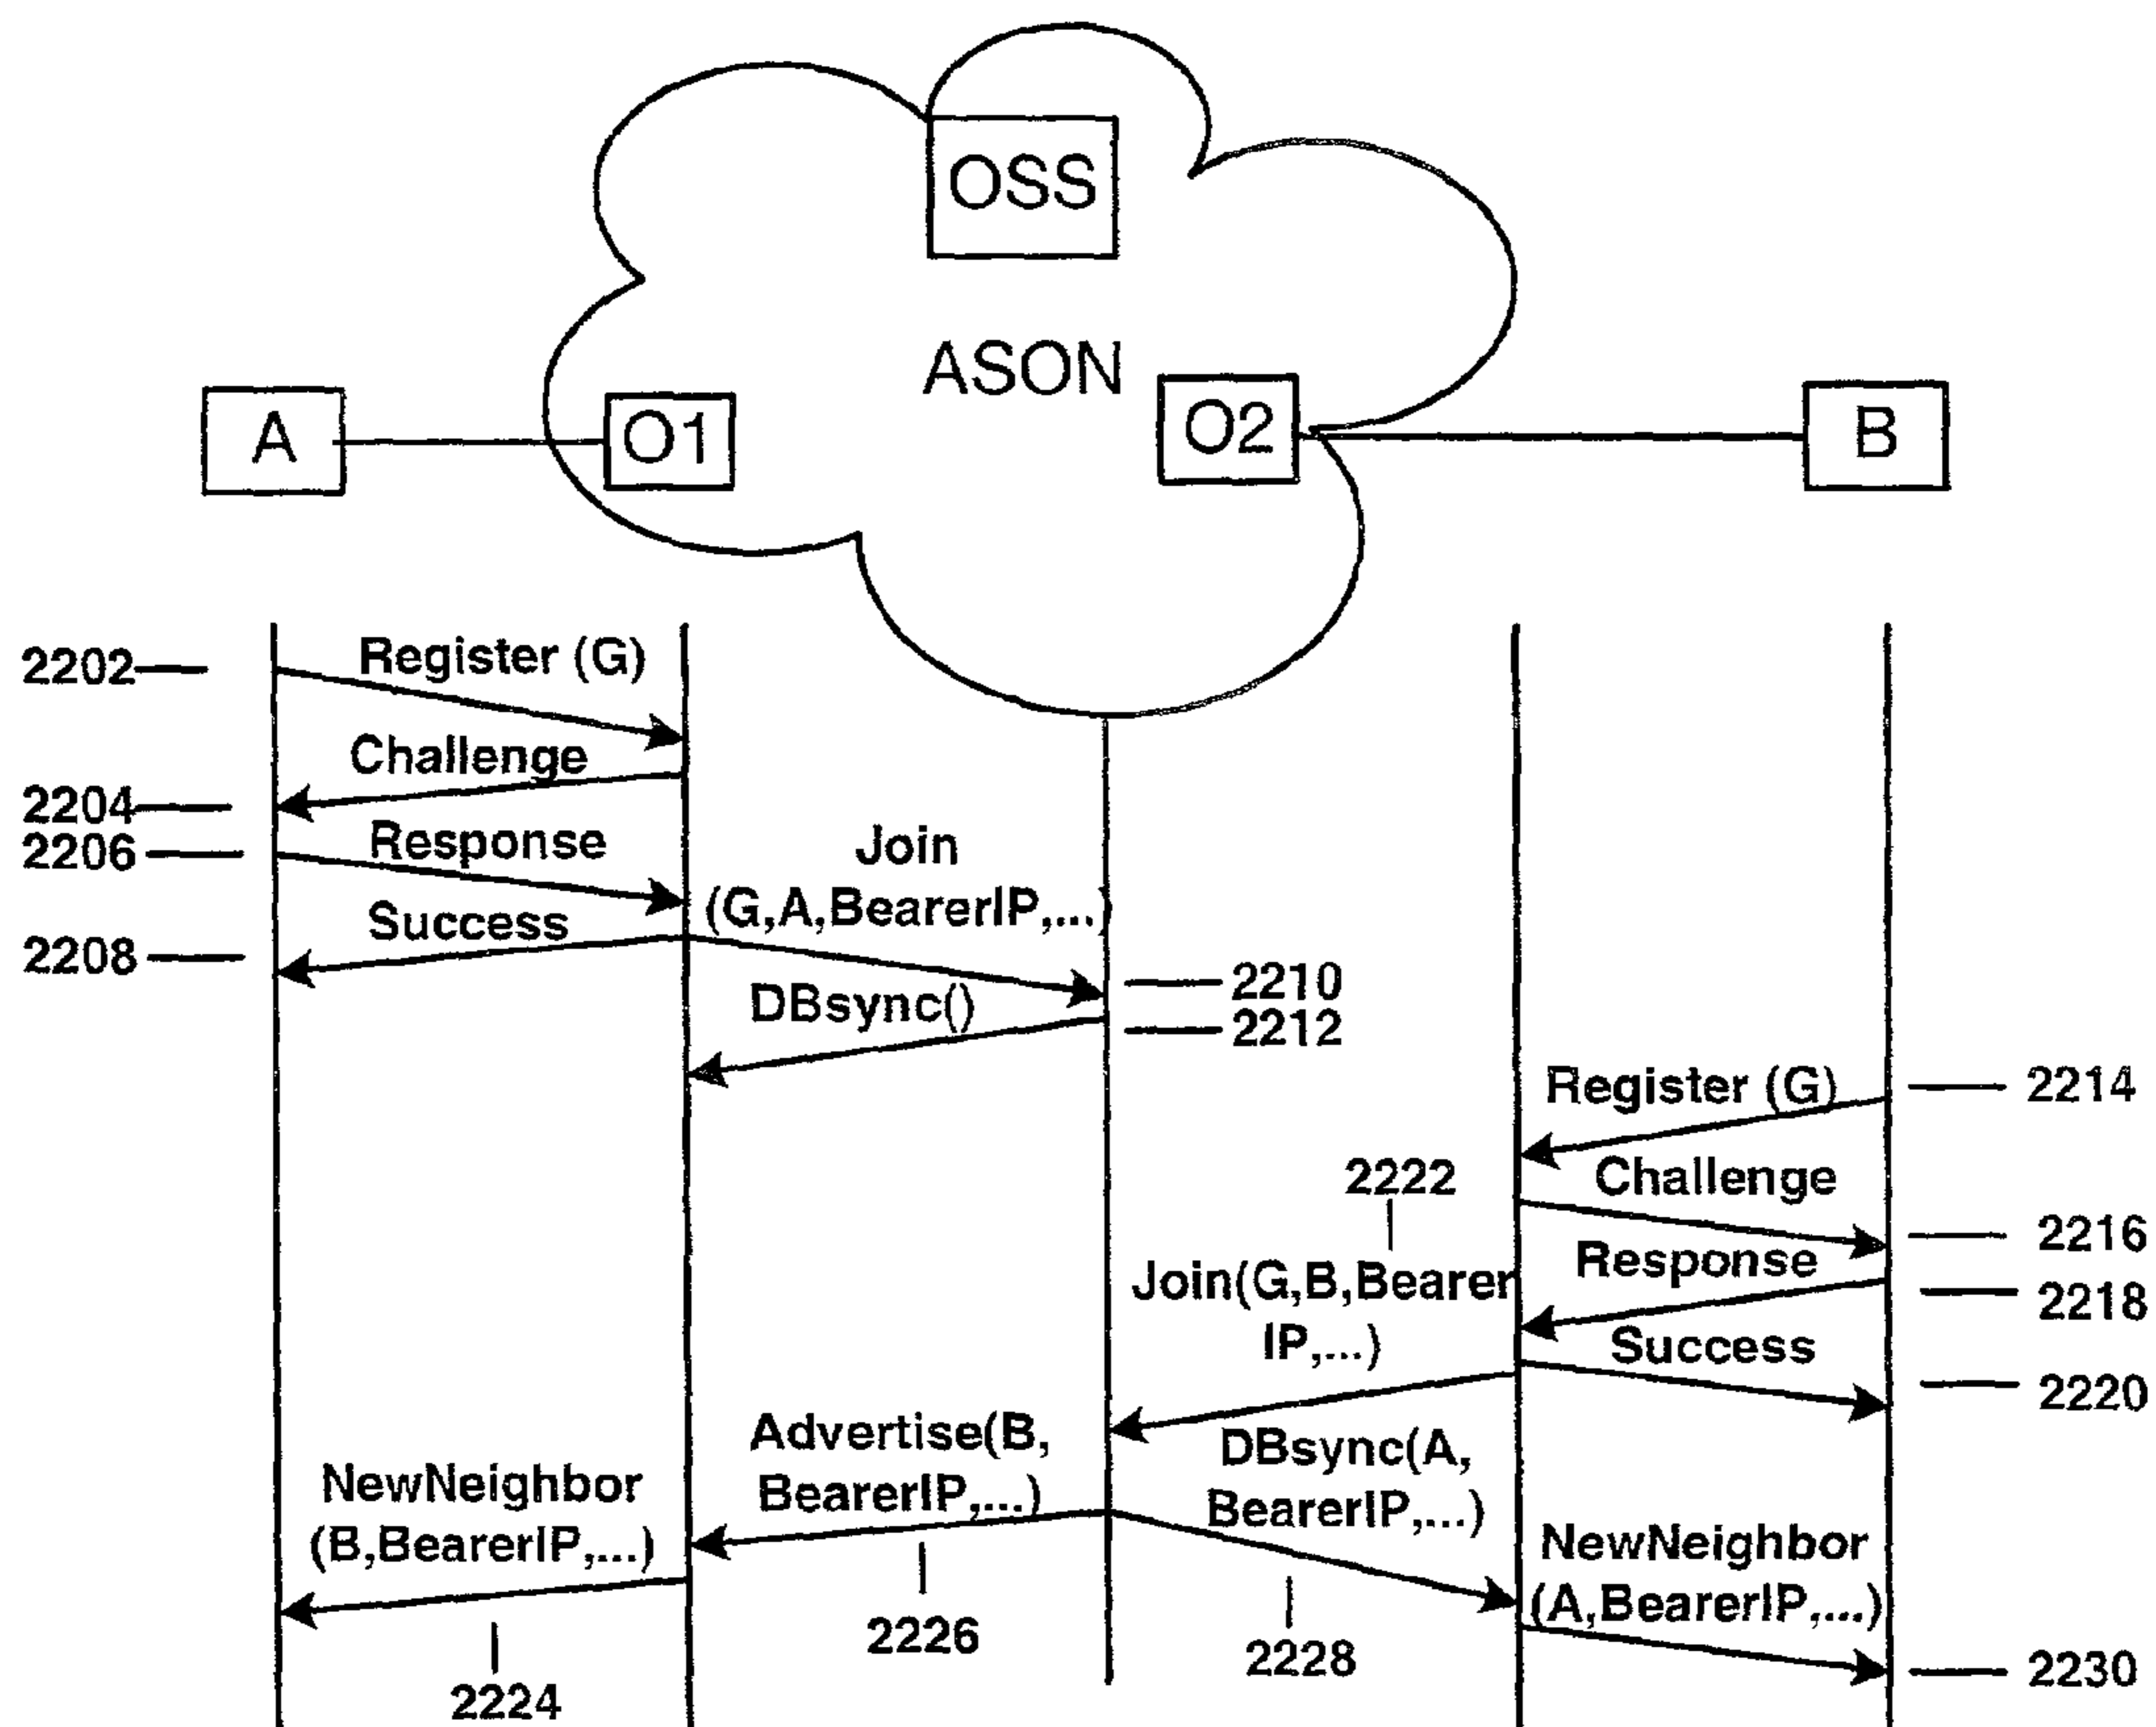 OSS
ASON
A
O1
O2
B
2202
Register (G)
Challenge
2204
2206
Response
Join
(G,A,BearerIP,...)
Success
2208
2210
DBsync()
2212
Register (G)
2214
2222
Challenge
2216
Join(G,B,Bearer
IP,...)
Response
2218
Success
2220
Advertise(B,
BearerIP,...)
DBsync(A,
BearerIP,...)
NewNeighbor
(B,BearerIP,...)
NewNeighbor
(A,BearerIP,...)
2226
2228
2230
2224